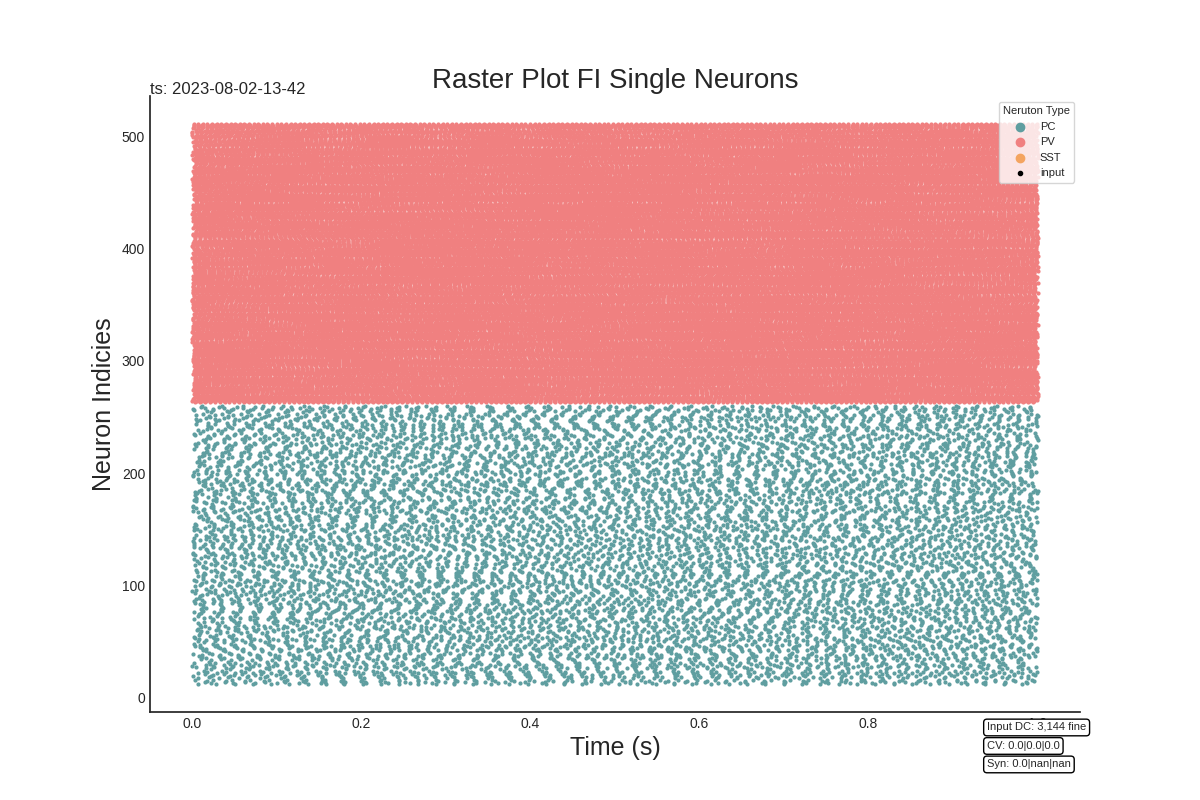 Raster Plot FI Single Neurons
ts: 2023-08-02-13-42
Neruton Type
PC
PV
SST
input
Neuron Indicies
500
400
300
200
100
0
0.0 0.2 0.4 0.6 0.8
Time (s)
Input DC: 3,144 fine
CV: 0.0|0.0|0.0
Syn: 0.0|nan|nan